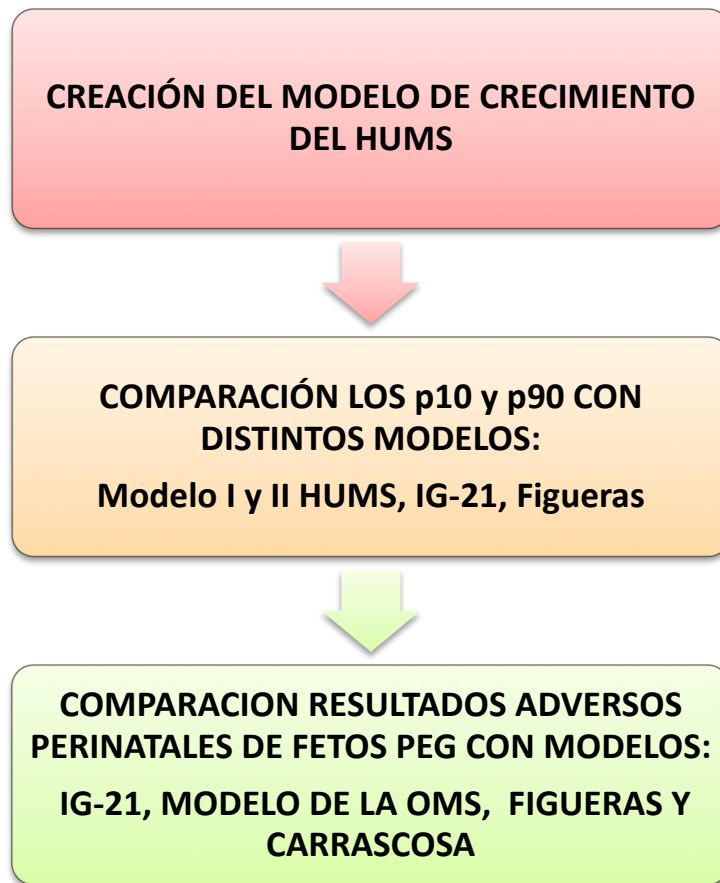 CREACIÓN DEL MODELO DE CRECIMIENTO
DEL HUMS
COMPARACIÓN LOS p10 y p90 CON
DISTINTOS MODELOS:
Modelo I y II HUMS, IG-21, Figueras
COMPARACION RESULTADOS ADVERSOS
PERINATALES DE FETOS PEG CON MODELOS:
IG-21, MODELO DE LA OMS, FIGUERAS Y
CARRASCOSA